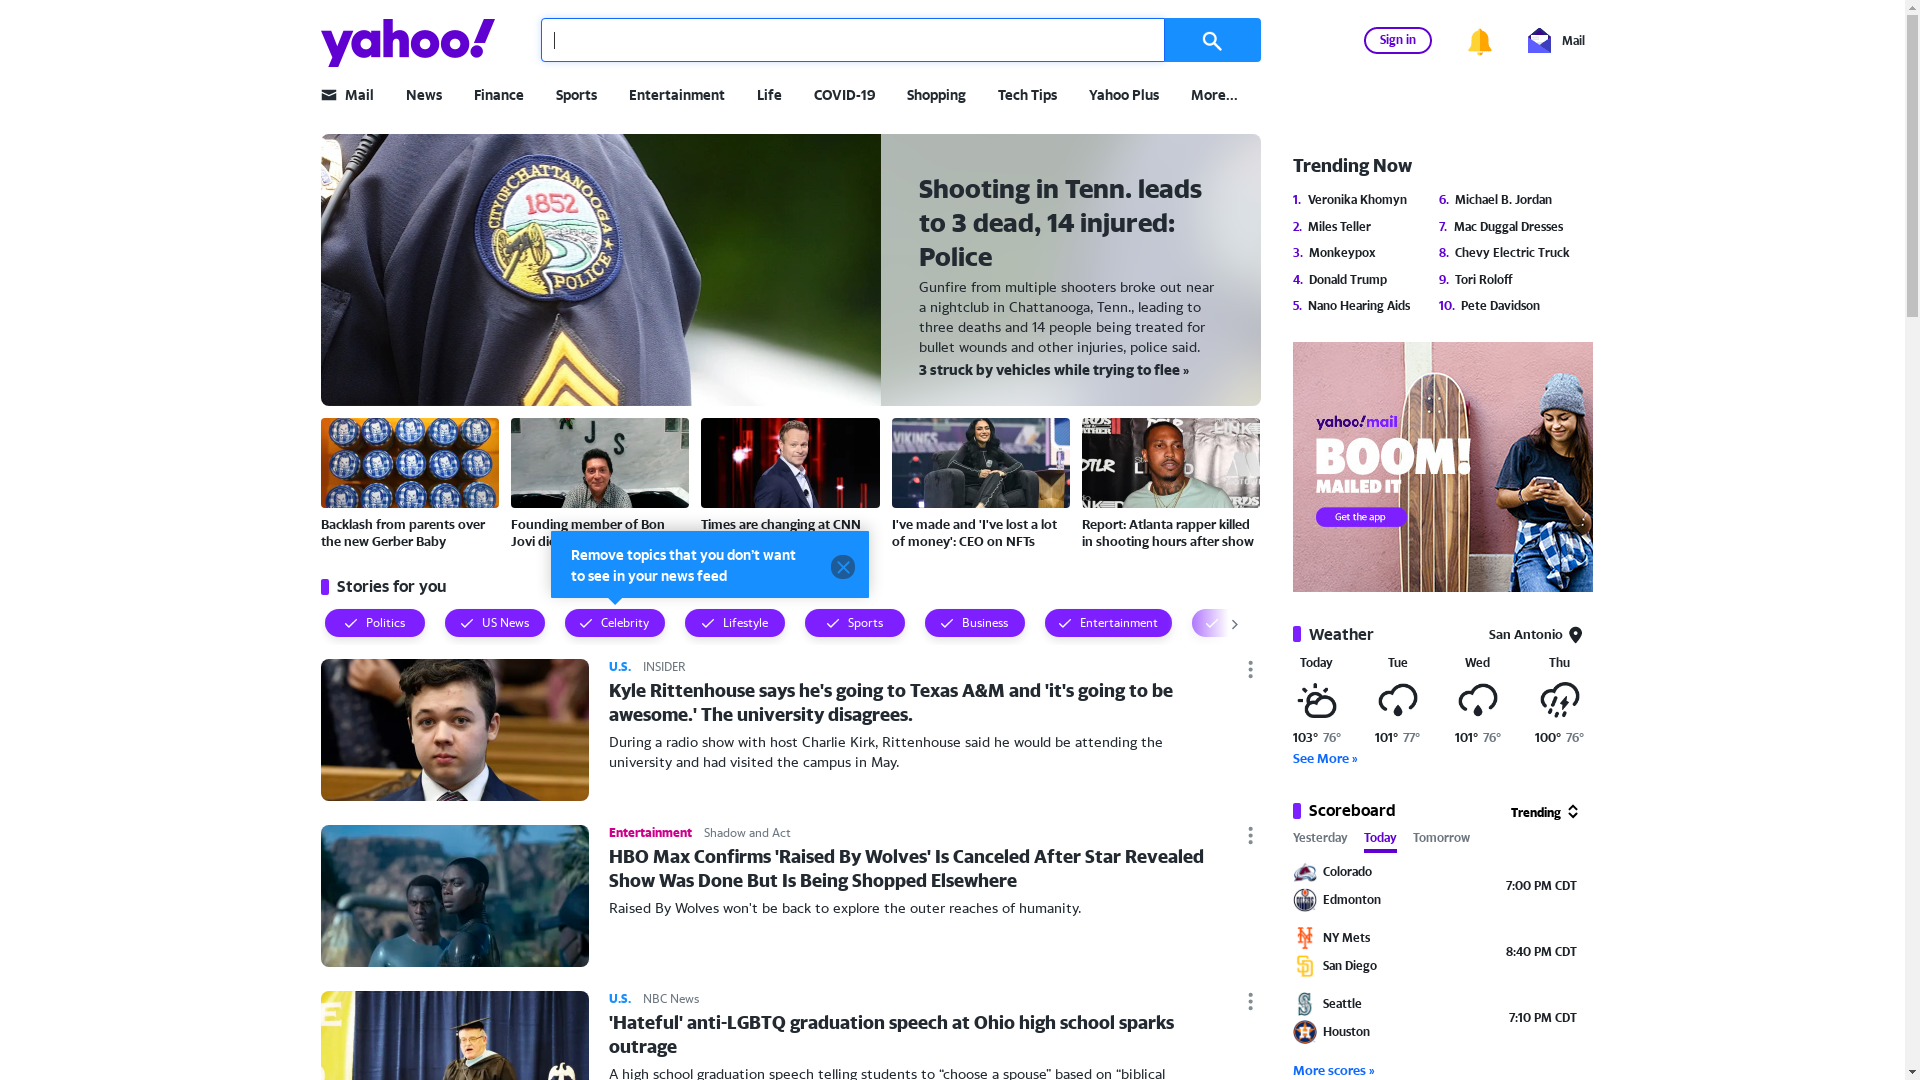 yahoo!
Sign in
Mail
Mail
News
Finance
Sports
Entertainment
Life
COVID-19
Shopping
Tech Tips
Yahoo Plus
More...
CITY OF CHATTANOOGA
1852
POLICE
Shooting in Tenn. leads
to 3 dead, 14 injured:
Police
Gunfire from multiple shooters broke out near
a nightclub in Chattanooga, Tenn., leading to
three deaths and 14 people being treated for
bullet wounds and other injuries, police said.
3 struck by vehicles while trying to flee »
Backlash from parents over
the new Gerber Baby
Founding member of Bon
Times are changing at CNN
I've made and 'I've lost a lot
of money': CEO on NFTs
Report: Atlanta rapper killed
in shooting hours after show
Remove topics that you don't want
to see in your news feed
Stories for you
Politics
US News
Celebrity
Lifestyle
Sports
Business
Entertainment
U.S. INSIDER
Kyle Rittenhouse says he's going to Texas A&M and 'it's going to be
awesome.' The university disagrees.
During a radio show with host Charlie Kirk, Rittenhouse said he would be attending the
university and had visited the campus in May.
Entertainment Shadow and Act
HBO Max Confirms 'Raised By Wolves' Is Canceled After Star Revealed
Show Was Done But Is Being Shopped Elsewhere
Raised By Wolves won't be back to explore the outer reaches of humanity.
U.S. NBC News
'Hateful' anti-LGBTQ graduation speech at Ohio high school sparks
outrage
A high school graduation speech telling students to “choose a spouse” based on “biblical
Trending Now
1. Veronika Khomyn
2. Miles Teller
3. Monkeypox
4. Donald Trump
5. Nano Hearing Aids
6. Michael B. Jordan
7. Mac Duggal Dresses
8. Chevy Electric Truck
9. Tori Roloff
10. Pete Davidson
yahoo!mail
BOOM!
MAILED IT
Get the app
Weather
San Antonio
Today
Tue
Wed
Thu
103° 76°
101° 77°
101° 76°
100° 76°
See More »
Scoreboard
Trending
Yesterday
Today
Tomorrow
Colorado
Edmonton
7:00 PM CDT
NY Mets
San Diego
8:40 PM CDT
Seattle
Houston
7:10 PM CDT
More scores »